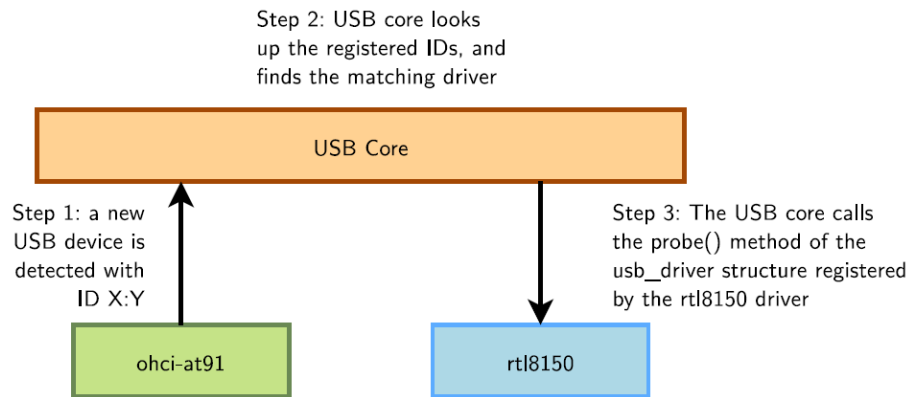 Step 2: USB core looks
up the registered IDs, and
finds the matching driver
USB Core
Step 1: a new
USB device is
detected with
ID X:Y
Step 3: The USB core calls
the probe() method of the
usb_driver structure registered
by the rtl8150 driver
ohci-at91
rtl8150